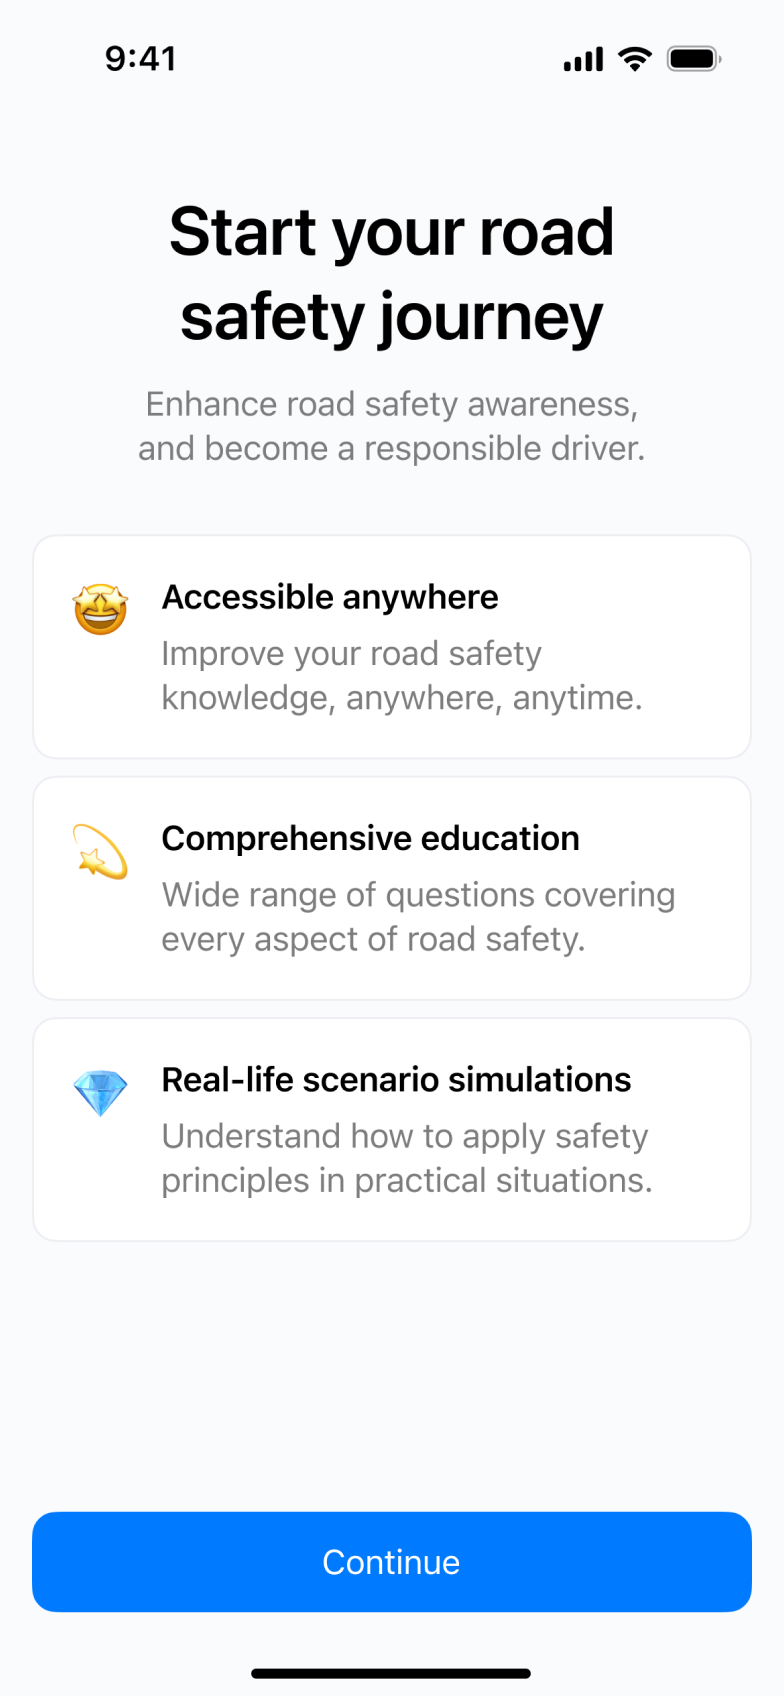 9:41
Start your road
safety journey
Enhance road safety awareness,
and become a responsible driver.
Accessible anywhere
Improve your road safety
knowledge, anywhere, anytime.
Comprehensive education
Wide range of questions covering
every aspect of road safety.
Real-life scenario simulations
Understand how to apply safety
principles in practical situations.
Continue